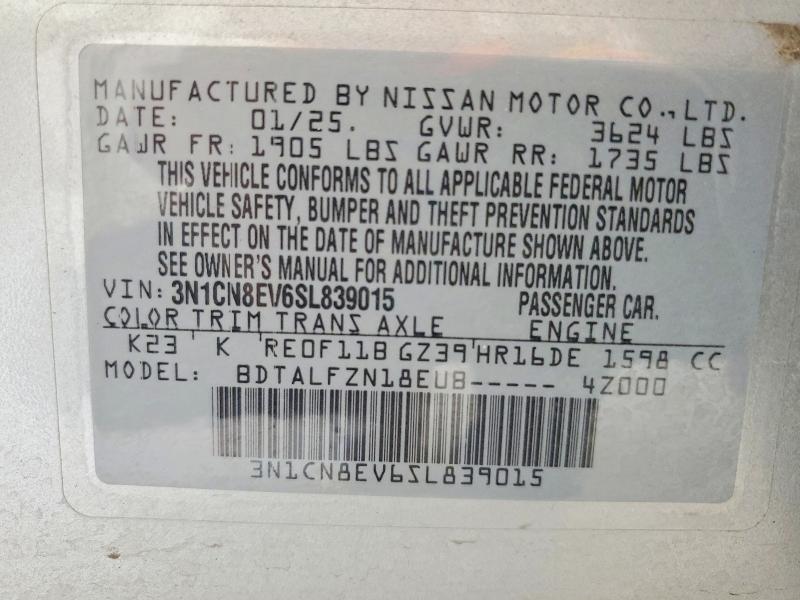 MANUFACTURED BY NISSAN MOTOR CO., LTD.
DATE: 01/25. GVWR: 3624 LBS
GAWR FR: 1905 LBS GAWR RR: 1735 LBS
THIS VEHICLE CONFORMS TO ALL APPLICABLE FEDERAL MOTOR
VEHICLE SAFETY, BUMPER AND THEFT PREVENTION STANDARDS
IN EFFECT ON THE DATE OF MANUFACTURE SHOWN ABOVE.
SEE OWNER'S MANUAL FOR ADDITIONAL INFORMATION.
VIN: 3N1CN8EV6SL839015 PASSENGER CAR.
COLOR TRIM TRANS AXLE ENGINE
K23 K RE0F11B GZ39 HR16DE 1598 CC
MODEL: BDTALFZN18EUB----- 4Z000
3N1CN8EV6SL839015